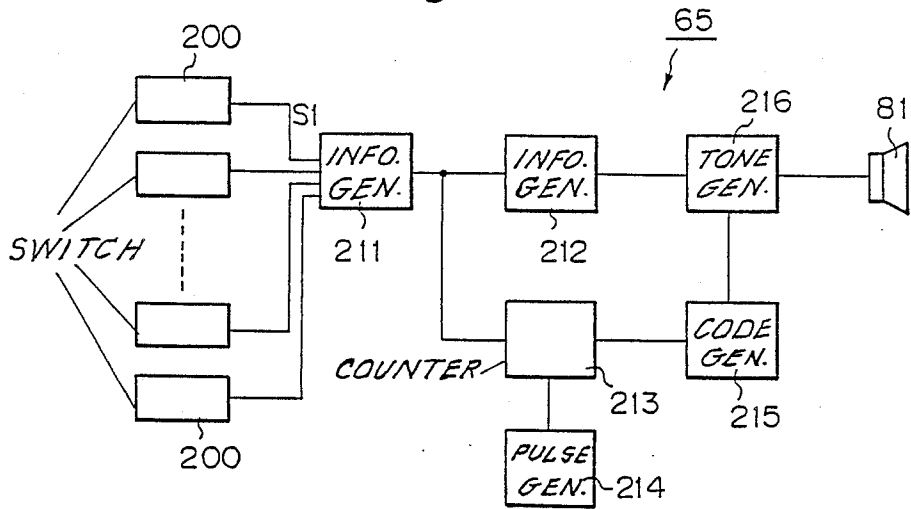 65
200
S1
216
81
INFO.
GEN.
211
INFO.
GEN.
212
TONE
GEN.
SWITCH
COUNTER
213
CODE
GEN.
215
200
PULSE
GEN.
214